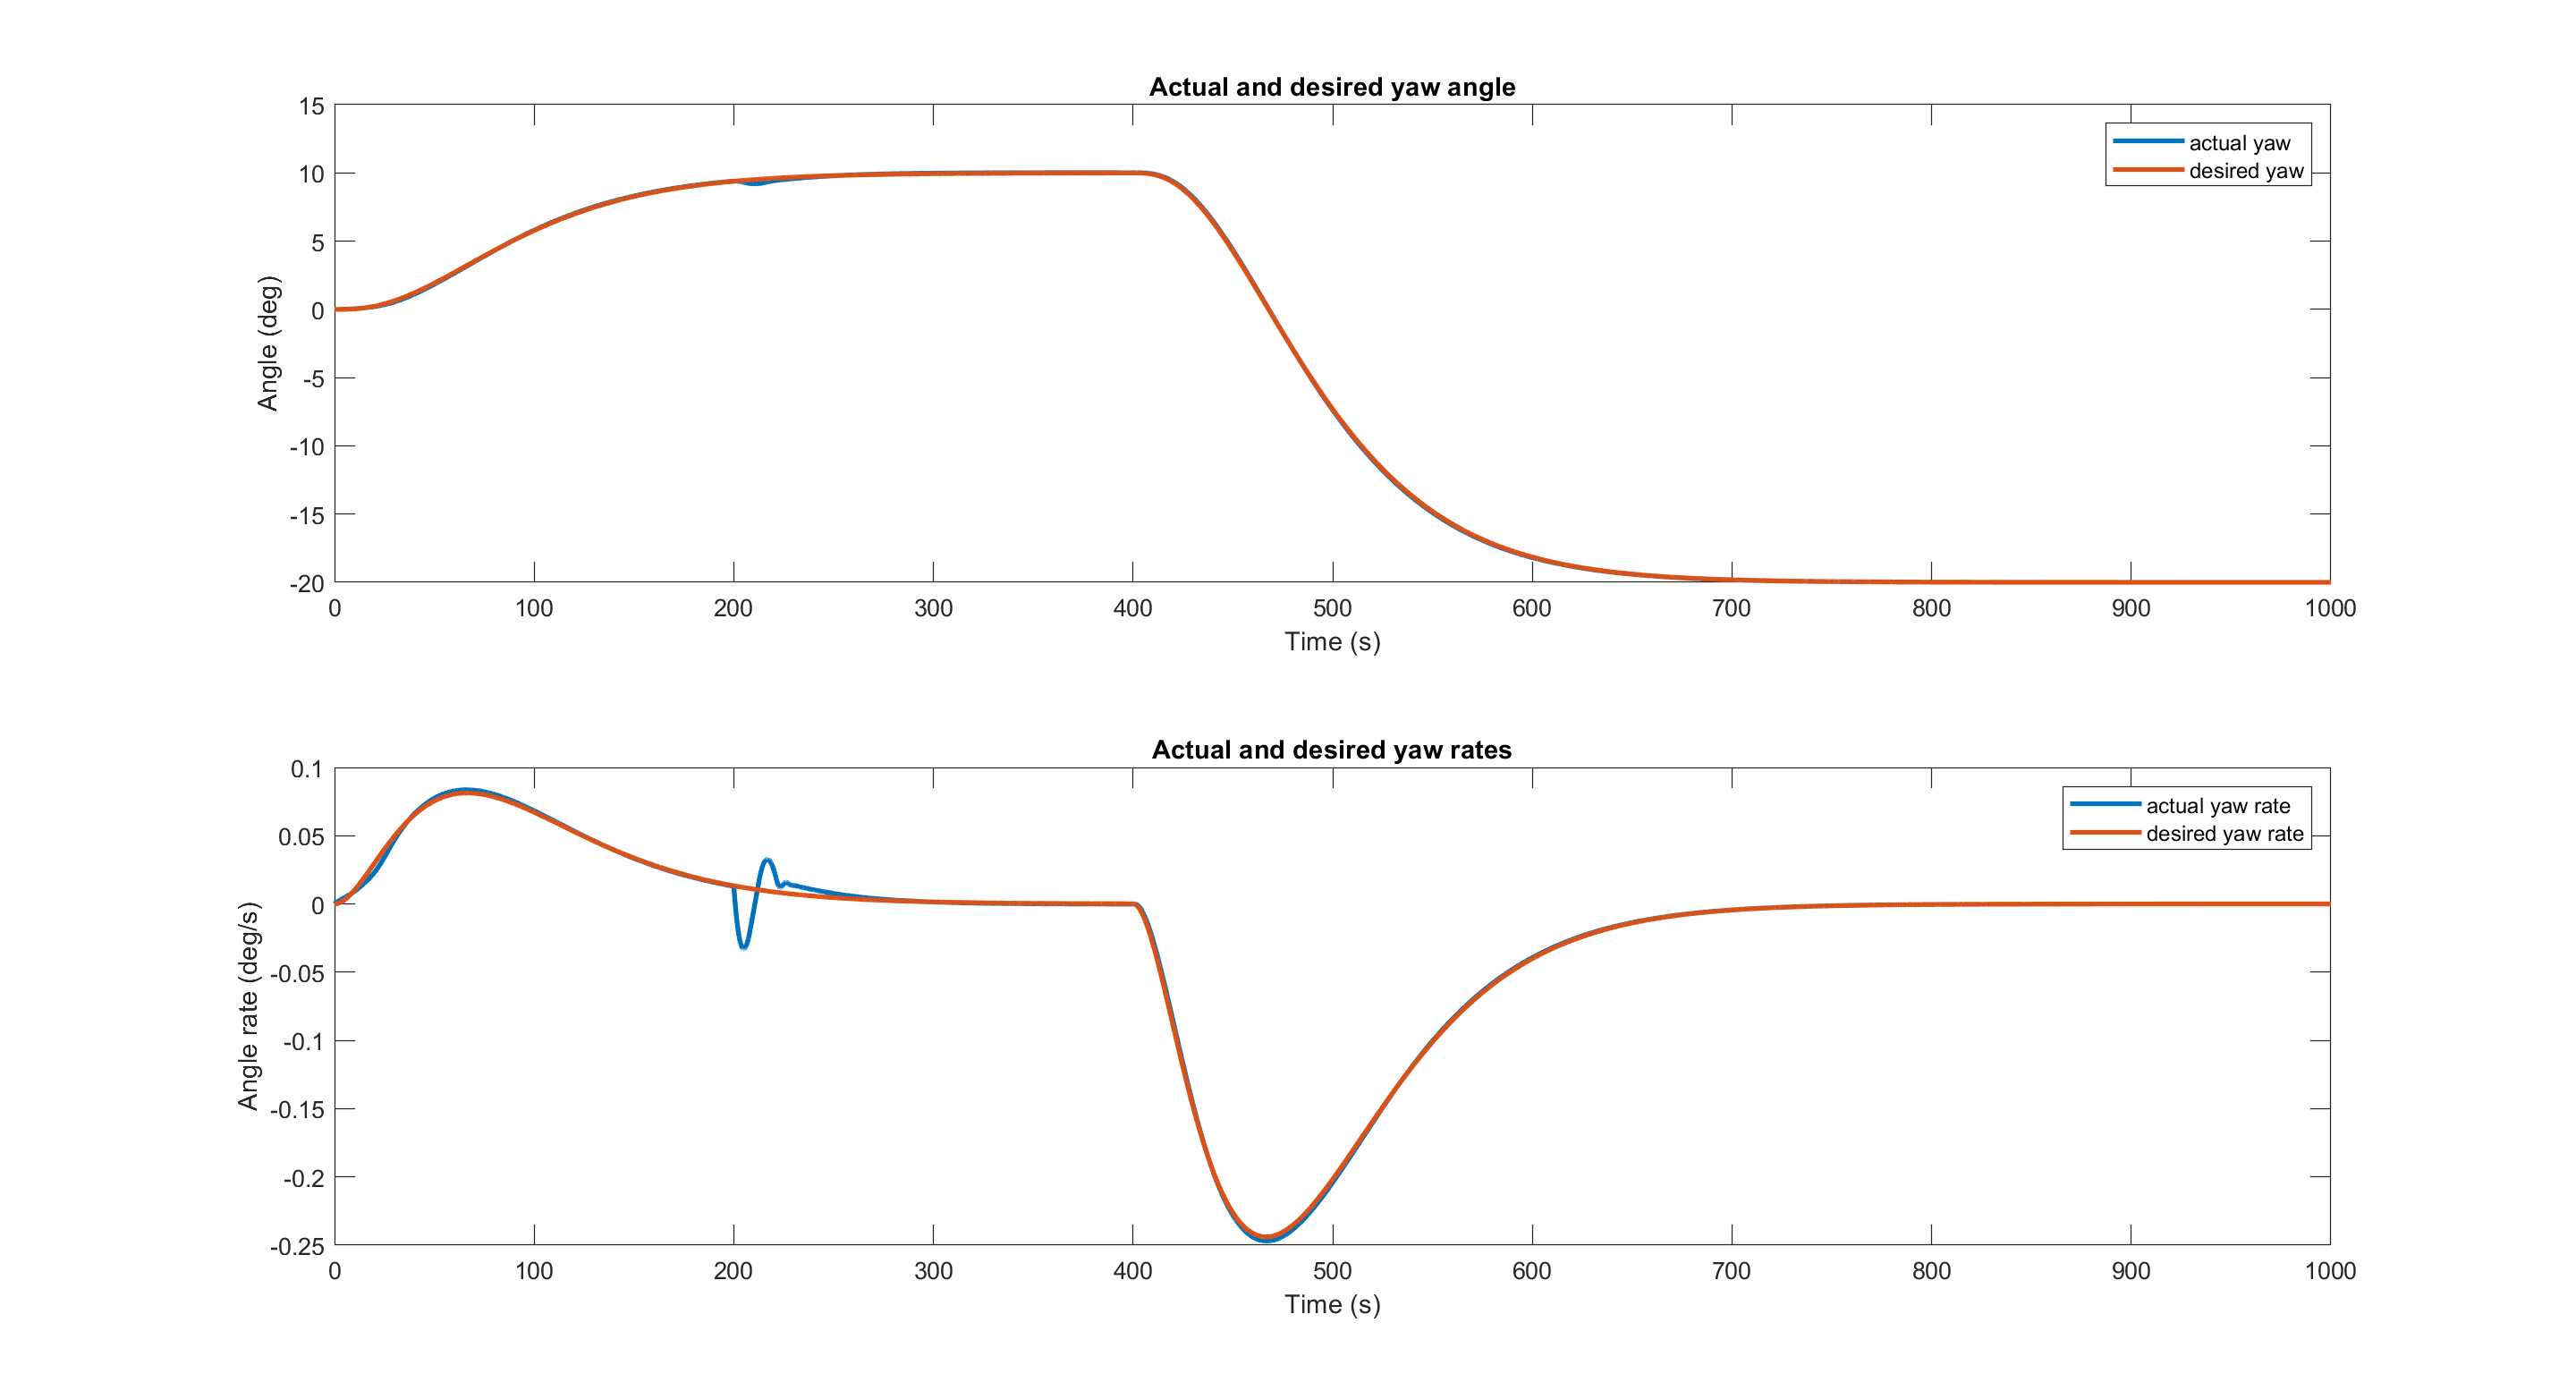 Actual and desired yaw angle
15
10
5
0
-5
-10
-15
-20
Angle (deg)
actual yaw
desired yaw
0 100 200 300 400 500 600 700 800 900 1000
Time (s)
Actual and desired yaw rates
0.1
0.05
0
-0.05
-0.1
-0.15
-0.2
-0.25
Angle rate (deg/s)
actual yaw rate
desired yaw rate
0 100 200 300 400 500 600 700 800 900 1000
Time (s)